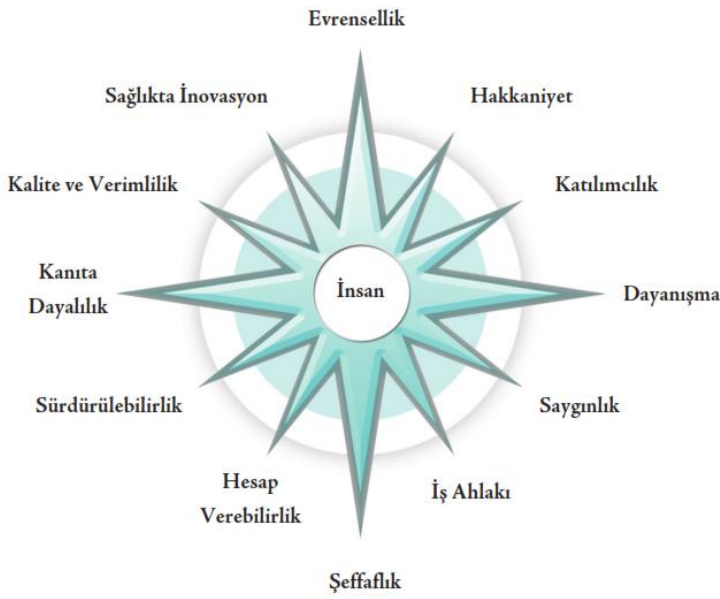 Evrensellik
Sağlıkta İnovasyon
Hakkaniyet
Kalite ve Verimlilik
Katılımcılık
Kanıta
Dayalılık
İnsan
Dayanışma
Sürdürülebilirlik
Saygınlık
Hesap
Verebilirlik
İş Ahlakı
Şeffaflık